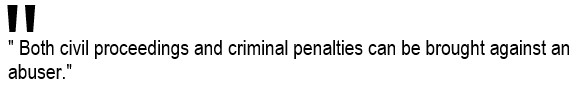 "
" Both civil proceedings and criminal penalties can be brought against an
abuser."